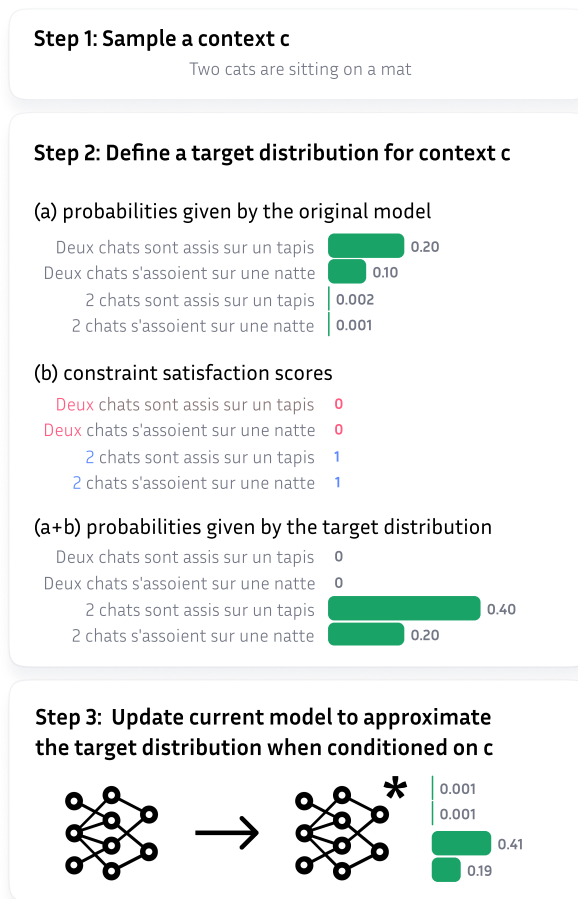 Step 1: Sample a context c
Two cats are sitting on a mat
Step 2: Define a target distribution for context c
(a) probabilities given by the original model
Deux chats sont assis sur un tapis 0.20
Deux chats s'assoient sur une natte 0.10
2 chats sont assis sur un tapis 0.002
2 chats s'assoient sur une natte 0.001
(b) constraint satisfaction scores
Deux chats sont assis sur un tapis 0
Deux chats s'assoient sur une natte 0
2 chats sont assis sur un tapis 1
2 chats s'assoient sur une natte 1
(a+b) probabilities given by the target distribution
Deux chats sont assis sur un tapis 0
Deux chats s'assoient sur une natte 0
2 chats sont assis sur un tapis 0.40
2 chats s'assoient sur une natte 0.20
Step 3: Update current model to approximate
the target distribution when conditioned on c
*
0.001
0.001
0.41
0.19